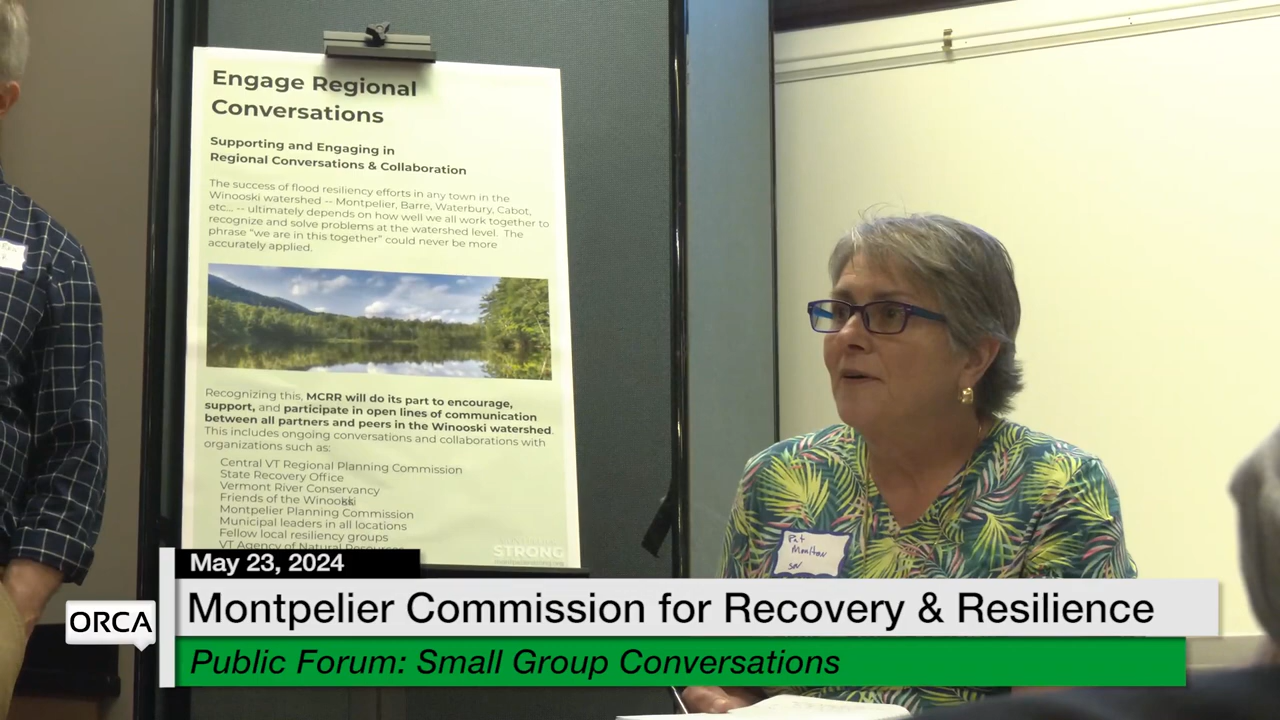 Engage Regional
Conversations
Supporting and Engaging in
Regional Conversations & Collaboration
The success of flood resiliency efforts in any town in the
Winooski watershed -- Montpelier, Barre, Waterbury, Cabot,
etc... -- ultimately depends on how well we all work together to
recognize and solve problems at the watershed level. The
phrase "we are in this together" could never be more
accurately applied.
Recognizing this, MCRR will do its part to encourage,
support, and participate in open lines of communication
between all partners and peers in the Winooski watershed.
This includes ongoing conversations and collaborations with
organizations such as:
Central VT Regional Planning Commission
State Recovery Office
Vermont River Conservancy
Friends of the Winooski
Montpelier Planning Commission
Municipal leaders in all locations
Fellow local resiliency groups
VT Agency of Natural Resources
STRONG
Pat
Moulton
May 23, 2024
ORCA
Montpelier Commission for Recovery & Resilience
Public Forum: Small Group Conversations